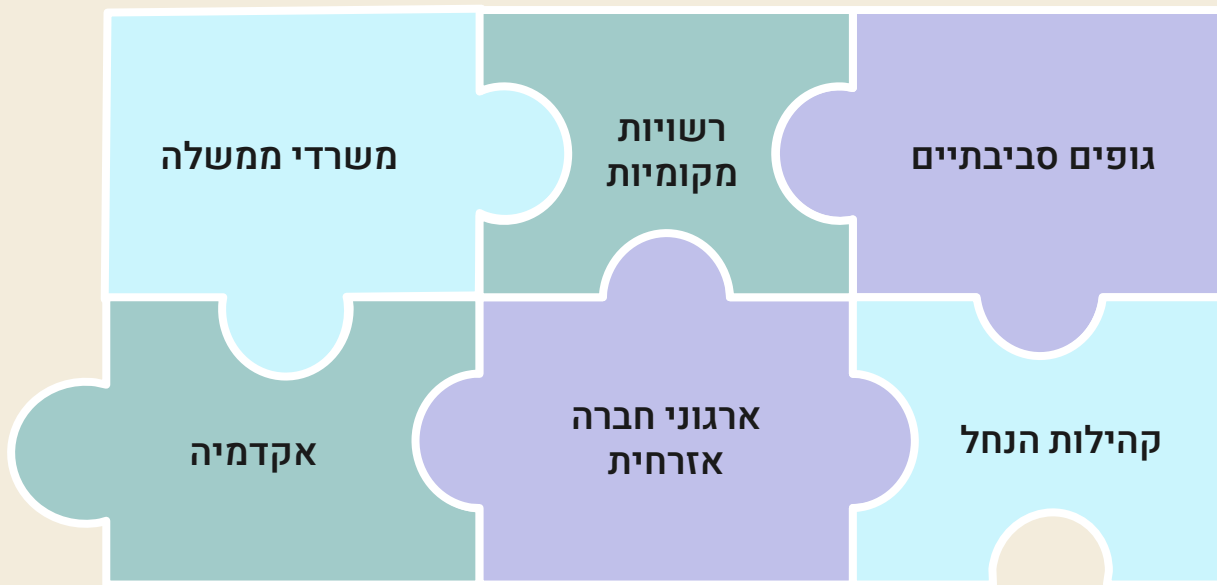 גופים סביבתיים
רשויות
מקומיות
משרדי ממשלה
קהילות הנחל
ארגוני חברה
אזרחית
אקדמיה